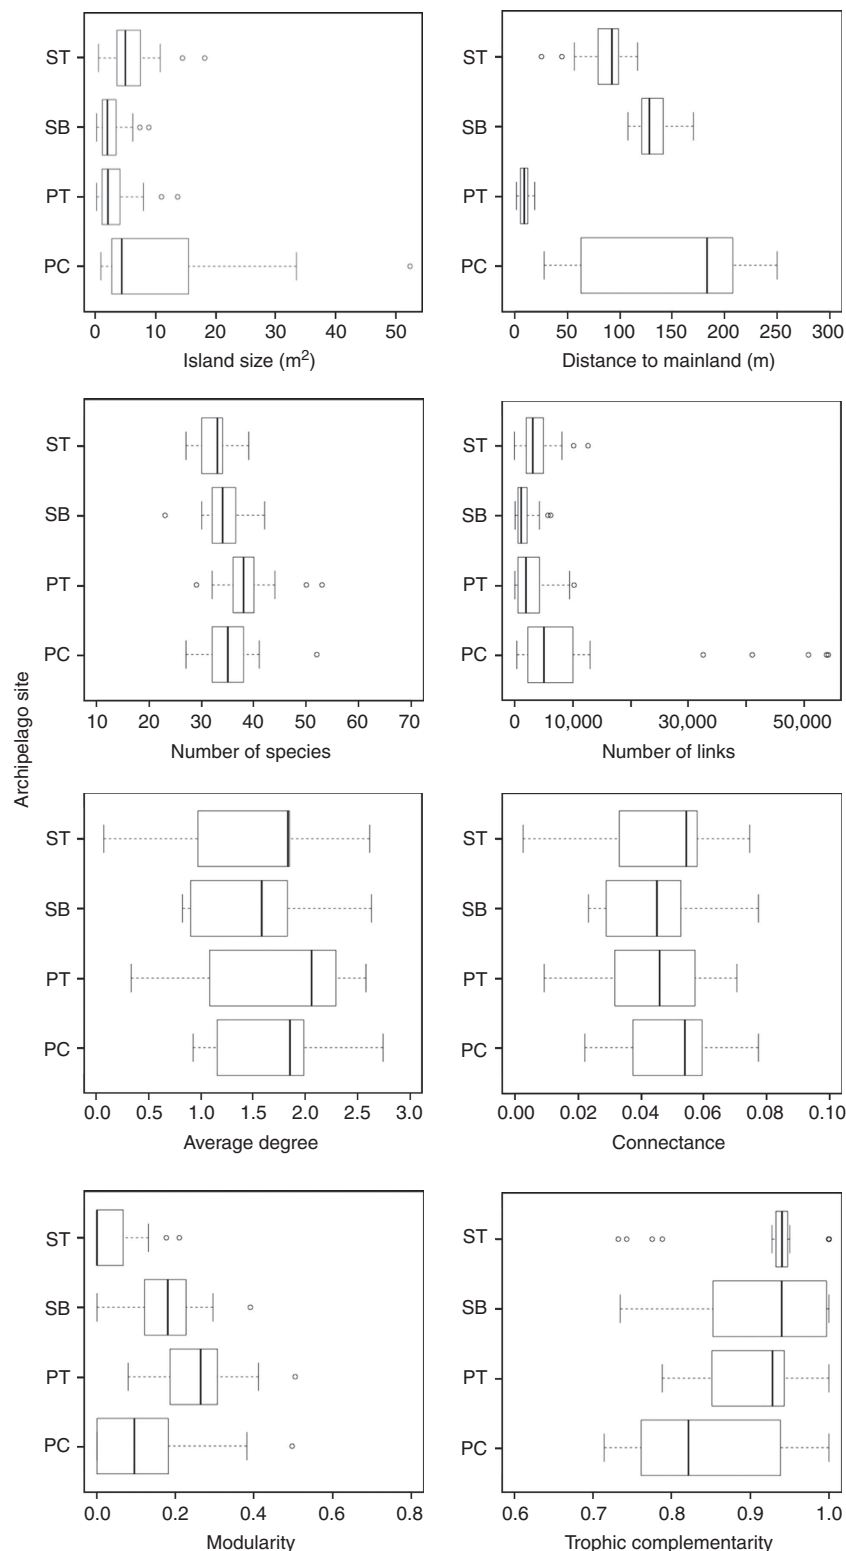 Archipelago site
ST
SB
PT
PC
0 10 20 30 40 50
Island size (m²)
ST
SB
PT
PC
0 50 100 150 200 250 300
Distance to mainland (m)
ST
SB
PT
PC
10 20 30 40 50 60 70
Number of species
ST
SB
PT
PC
0 10,000 30,000 50,000
Number of links
ST
SB
PT
PC
0.0 0.5 1.0 1.5 2.0 2.5 3.0
Average degree
ST
SB
PT
PC
0.00 0.02 0.04 0.06 0.08 0.10
Connectance
ST
SB
PT
PC
0.0 0.2 0.4 0.6 0.8
Modularity
ST
SB
PT
PC
0.6 0.7 0.8 0.9 1.0
Trophic complementarity